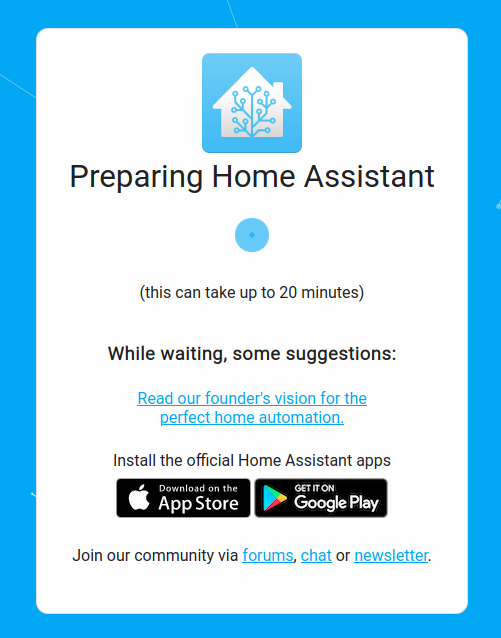 Preparing Home Assistant
(this can take up to 20 minutes)
While waiting, some suggestions:
Read our founder's vision for the
perfect home automation.
Install the official Home Assistant apps
Download on the
App Store
GET IT ON
Google Play
Join our community via forums, chat or newsletter.